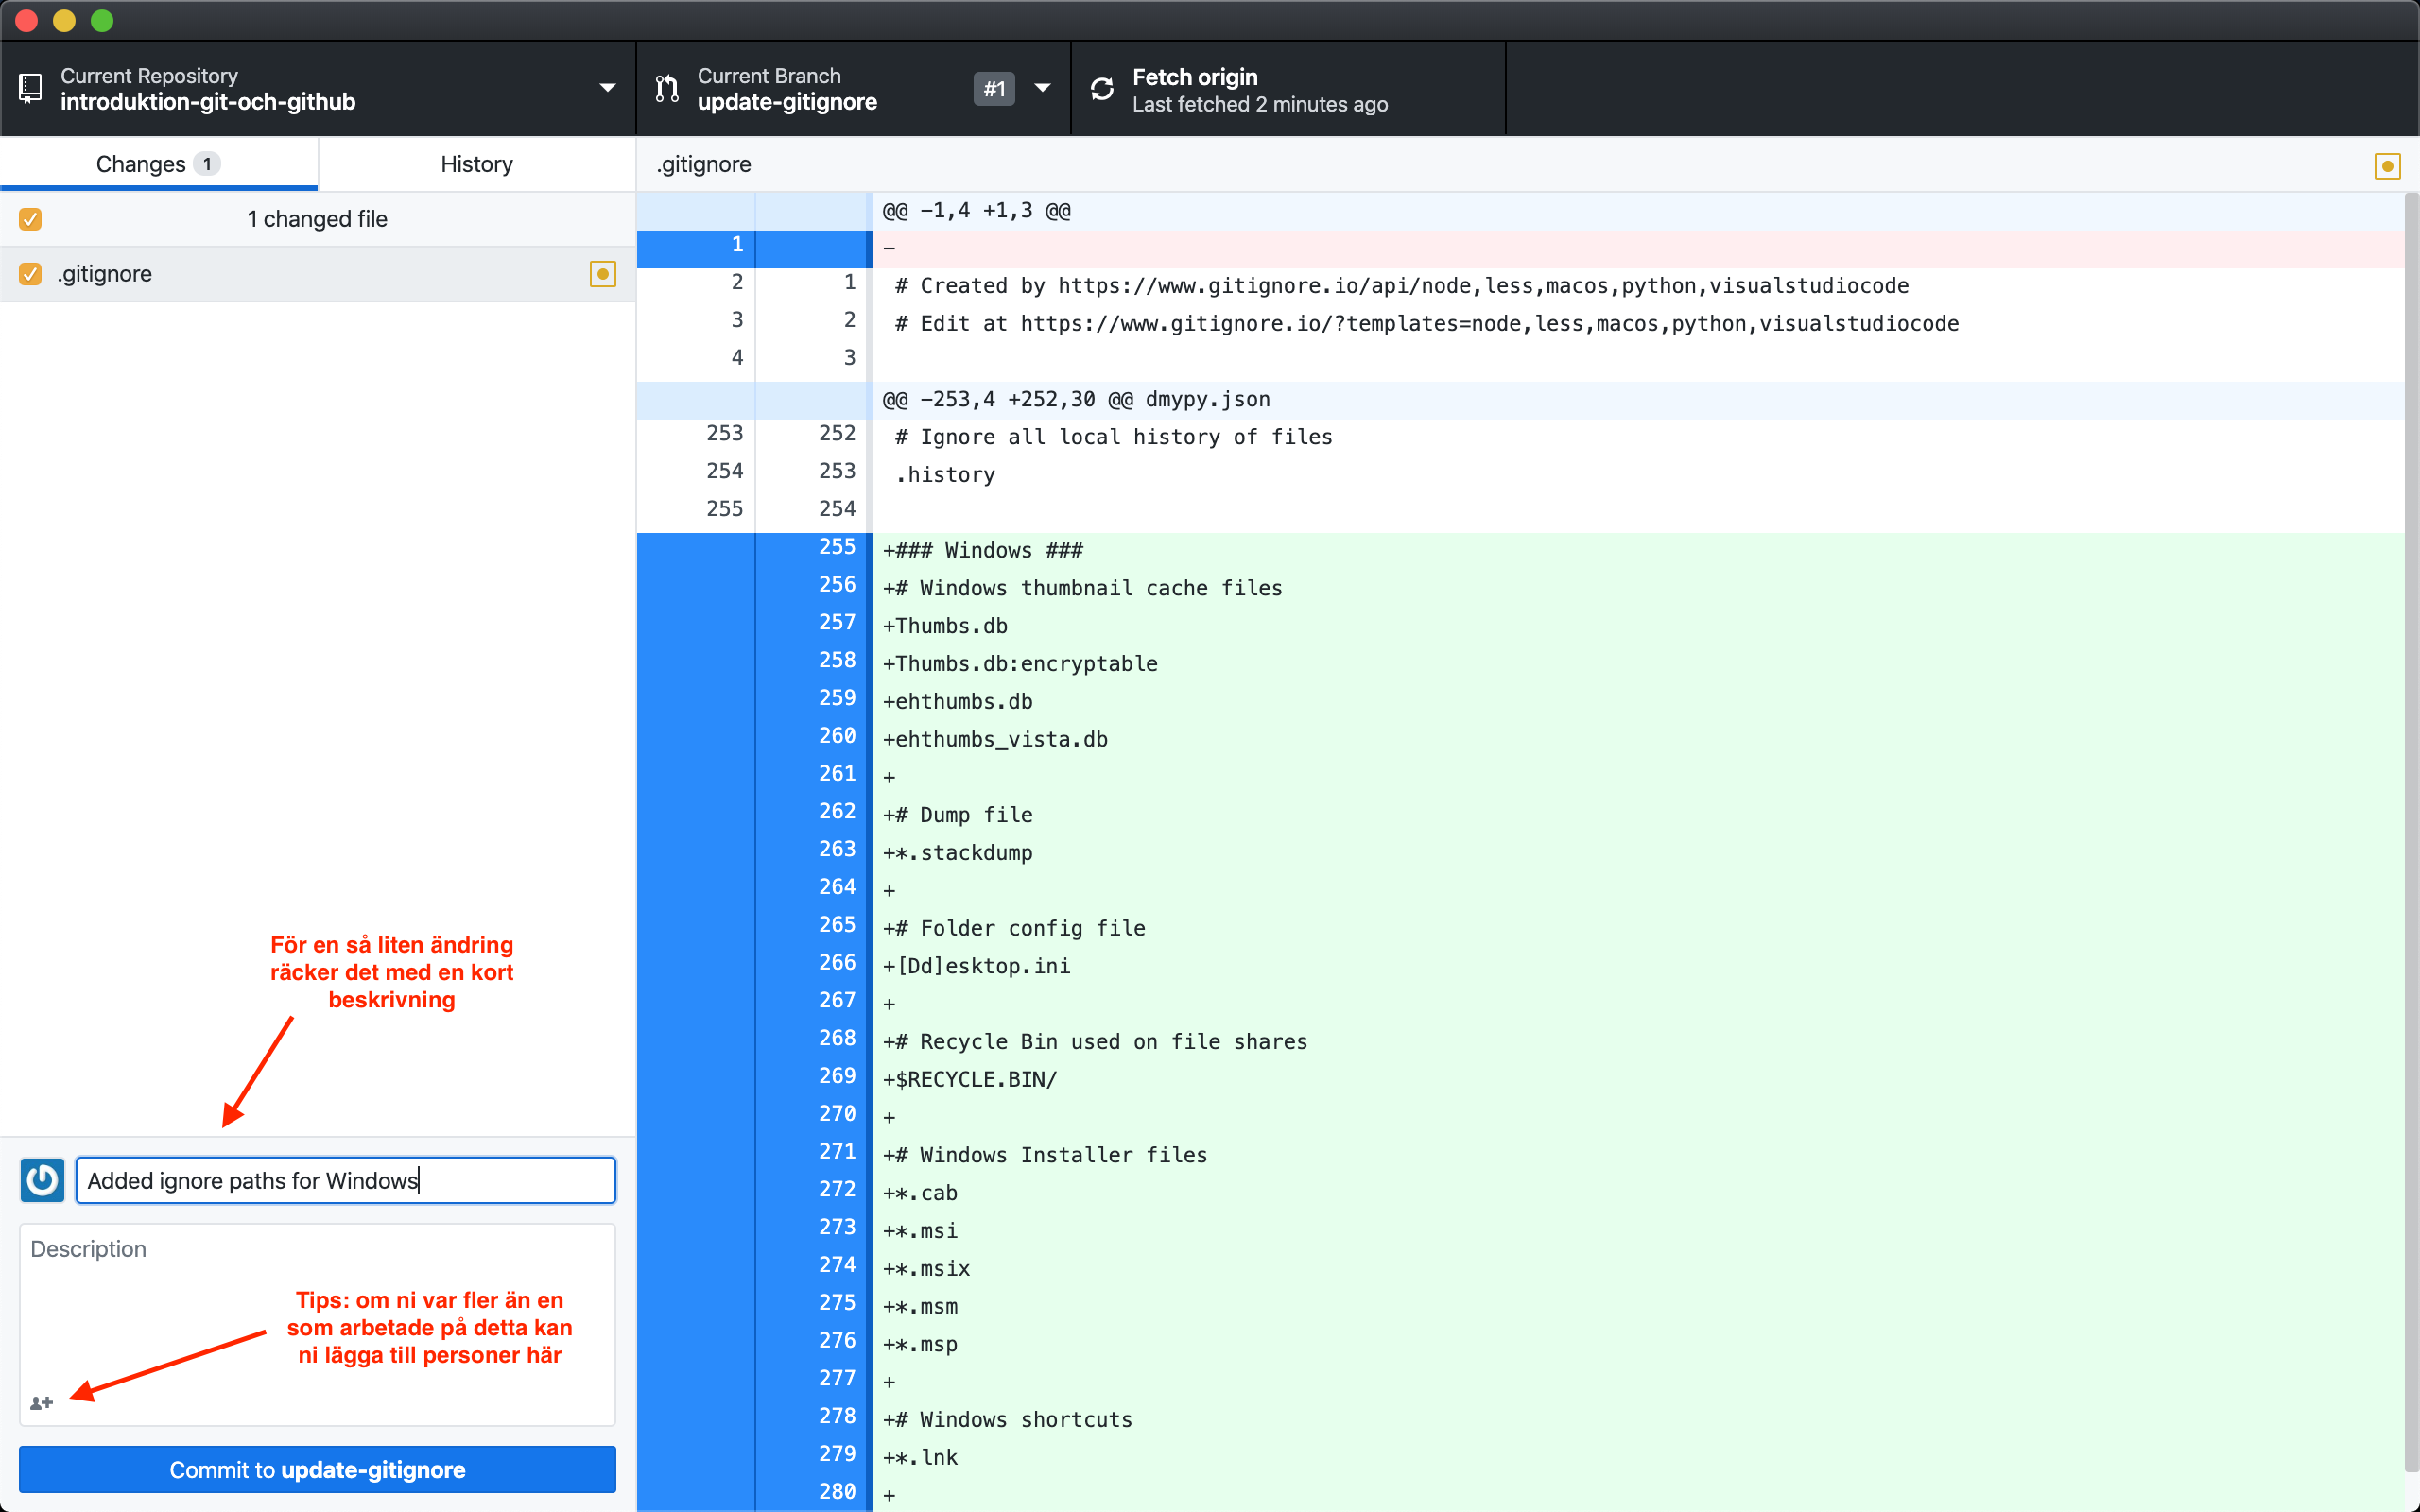 Current Repository
introduktion-git-och-github
Current Branch
update-gitignore
#1
Fetch origin
Last fetched 2 minutes ago
Changes 1
History
1 changed file
.gitignore
För en så liten ändring
räcker det med en kort
beskrivning
Added ignore paths for Windows
Description
Tips: om ni var fler än en
som arbetade på detta kan
ni lägga till personer här
Commit to update-gitignore
.gitignore
@@ -1,4 +1,3 @@
1 -
2 1 # Created by https://www.gitignore.io/api/node,less,macos,python,visualstudiocode
3 2 # Edit at https://www.gitignore.io/?templates=node,less,macos,python,visualstudiocode
4 3
@@ -253,4 +252,30 @@ dmypy.json
253 252 # Ignore all local history of files
254 253 .history
255 254
255 +### Windows ###
256 +# Windows thumbnail cache files
257 +Thumbs.db
258 +Thumbs.db:encryptable
259 +ehthumbs.db
260 +ehthumbs_vista.db
261 +
262 +# Dump file
263 +*.stackdump
264 +
265 +# Folder config file
266 +[Dd]esktop.ini
267 +
268 +# Recycle Bin used on file shares
269 +$RECYCLE.BIN/
270 +
271 +# Windows Installer files
272 +*.cab
273 +*.msi
274 +*.msix
275 +*.msm
276 +*.msp
277 +
278 +# Windows shortcuts
279 +*.lnk
280 +